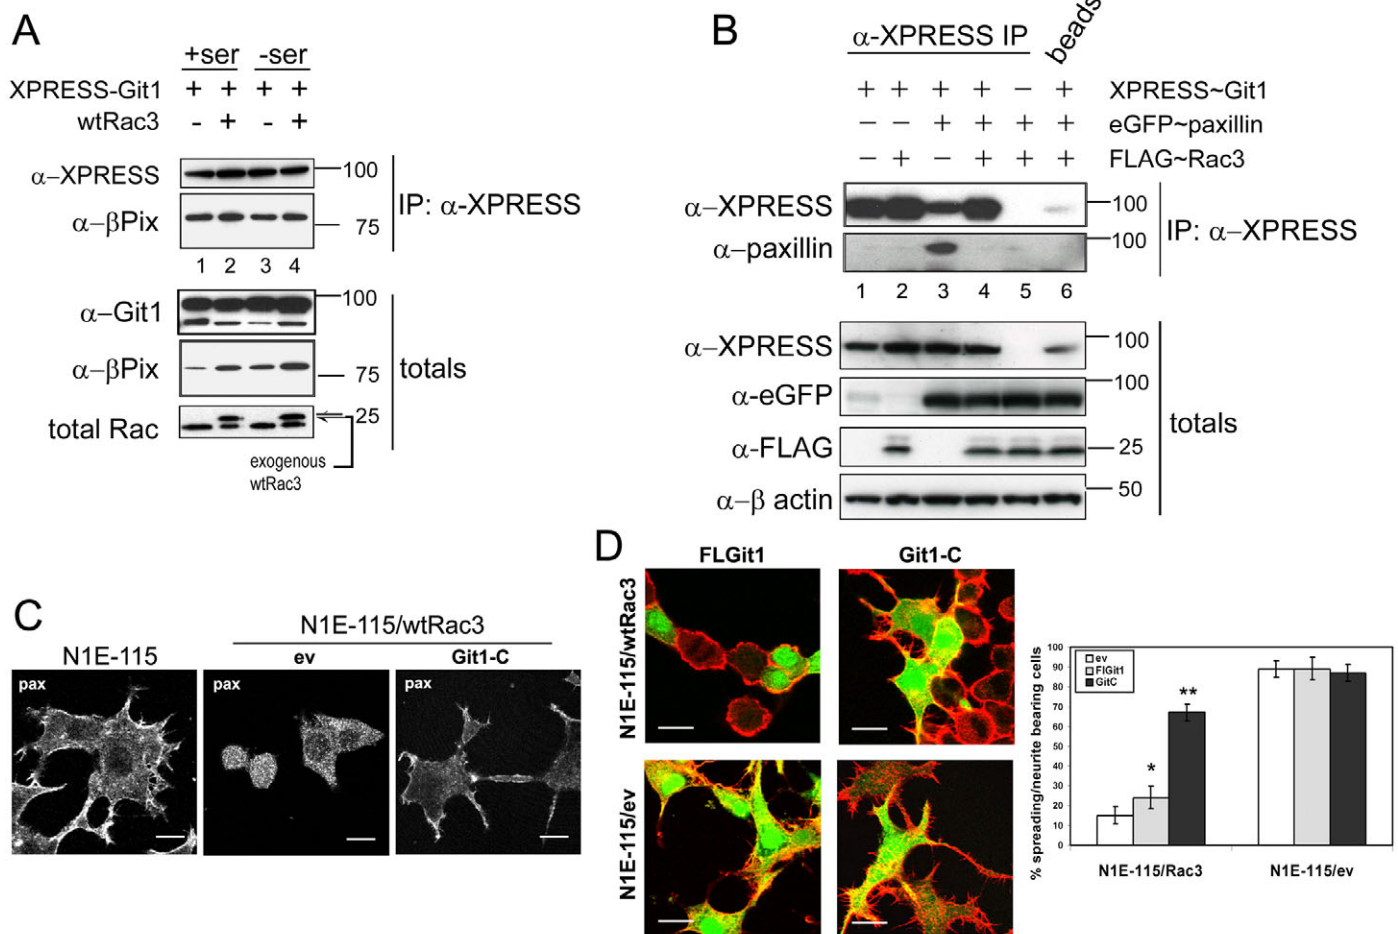 A
+ser -ser
XPRESS-Git1 + + + +
wtRac3 - + - +
α–XPRESS 100
α–βPix 75
IP: α-XPRESS
1 2 3 4
α–Git1 100
α–βPix 75
totals
total Rac 25
exogenous
wtRac3
B
α-XPRESS IP beads
+ + + + − + XPRESS~Git1
− − + + + + eGFP~paxillin
− + − + + + FLAG~Rac3
α–XPRESS 100
α–paxillin 100
IP: α–XPRESS
1 2 3 4 5 6
α–XPRESS 100
α-eGFP 100
α-FLAG 25
α–β actin 50
totals
C
N1E-115/wtRac3
N1E-115 ev Git1-C
pax pax pax
D
FLGit1 Git1-C
N1E-115/wtRac3
N1E-115/ev
% spreading/neurite bearing cells
100
90
80
70
60
50
40
30
20
10
0
ev
FlGit1
GitC
* **
N1E-115/Rac3 N1E-115/ev